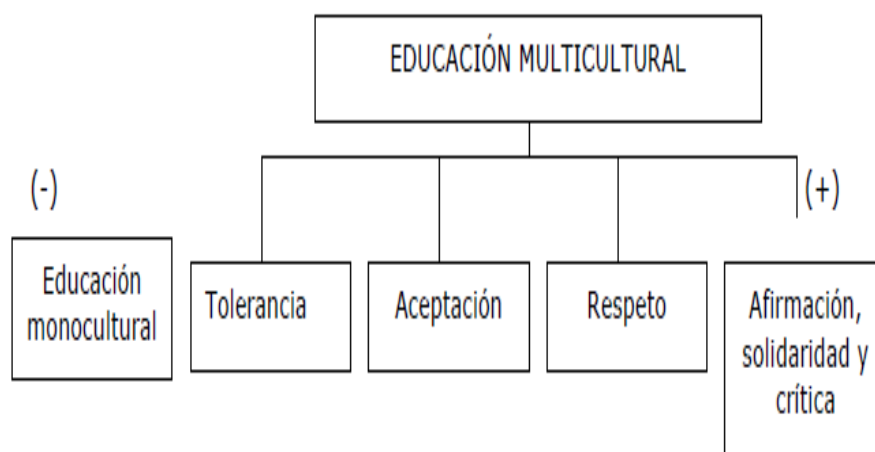 EDUCACIÓN MULTICULTURAL
(-)
(+)
Educación
monocultural
Tolerancia
Aceptación
Respeto
Afirmación,
solidaridad y
crítica